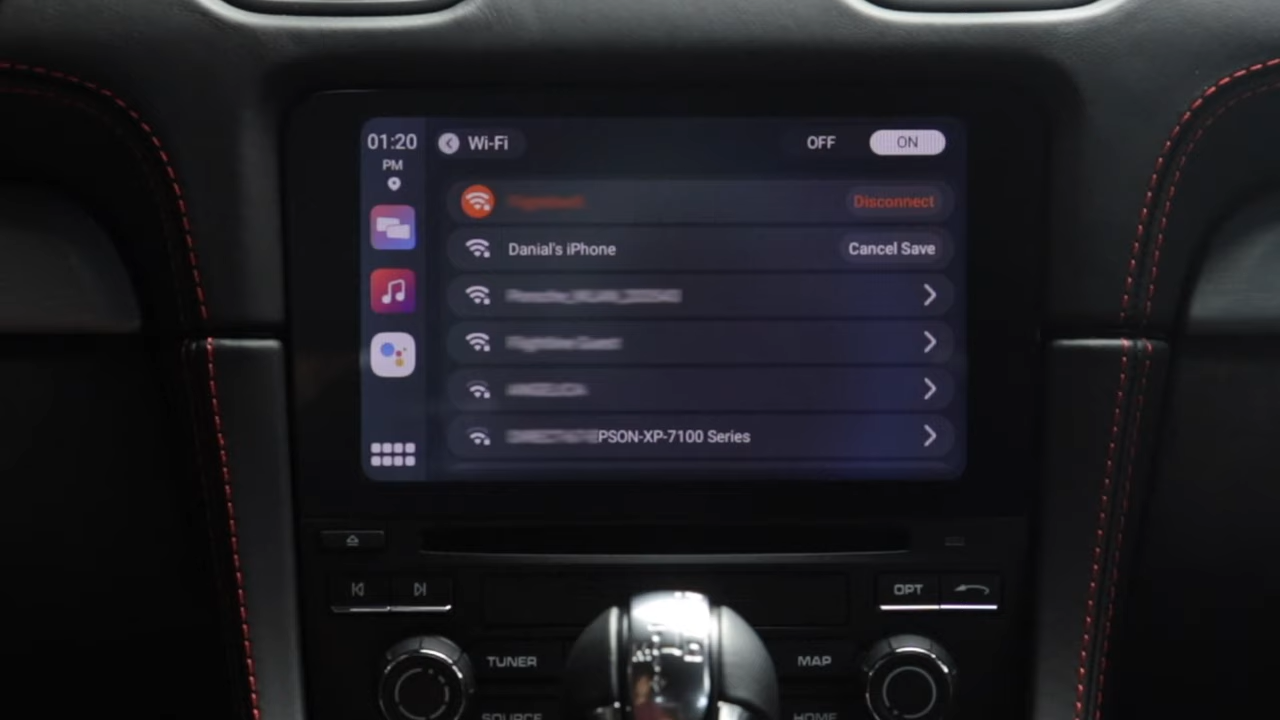 01:20
PM
Wi-Fi
OFF
ON
Disconnect
Danial's iPhone
Cancel Save
PSON-XP-7100 Series
OPT
TUNER
MAP
SOURCE
HOME